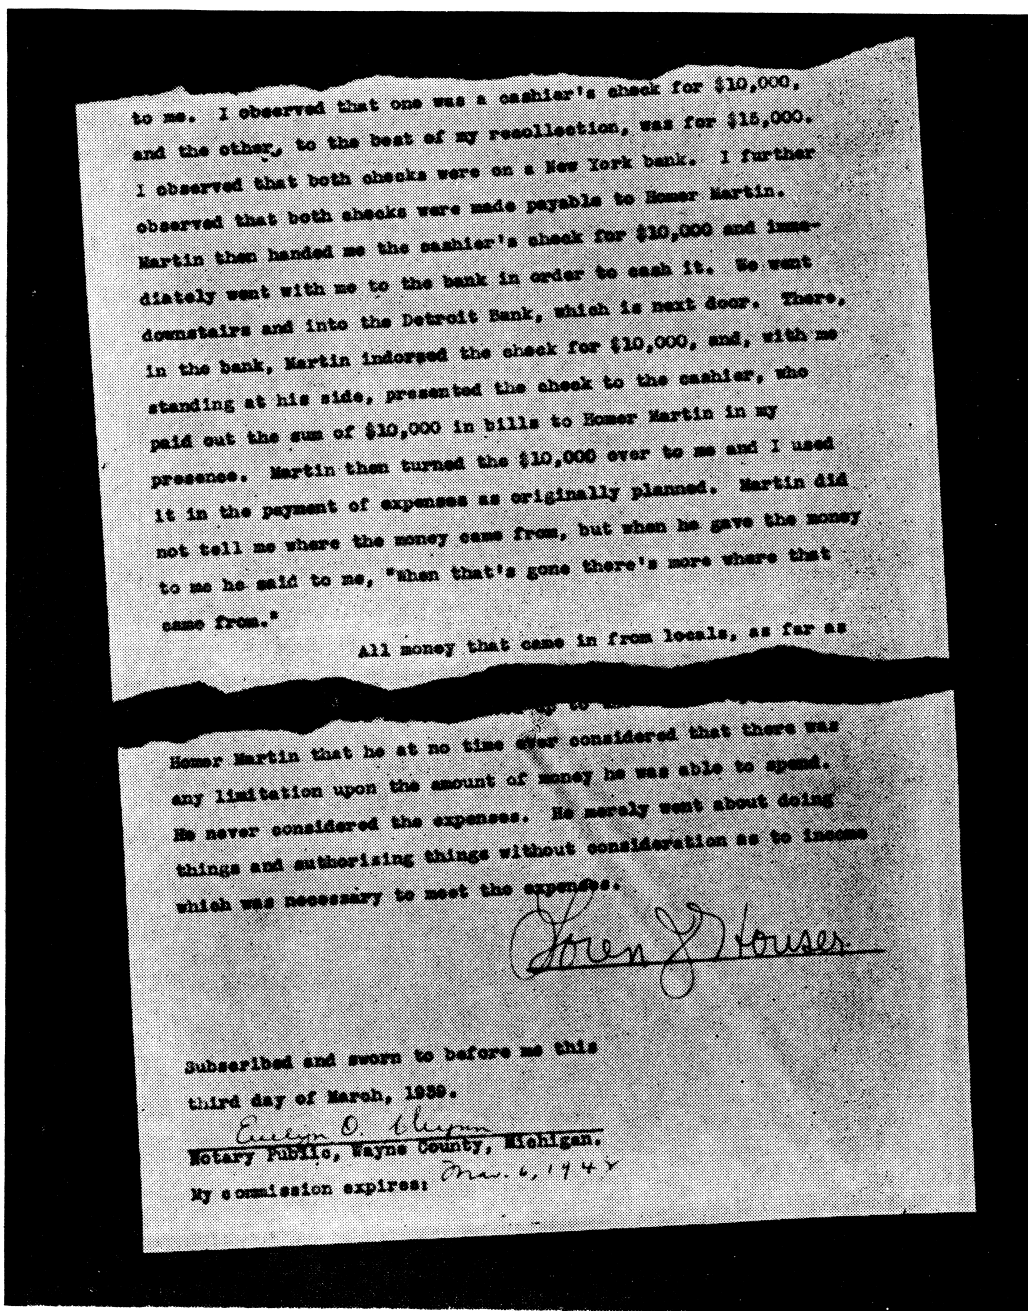 to me. I observed that one was a cashier's check for $10,000,
and the other, to the best of my recollection, was for $15,000.
I observed that both checks were on a New York bank. I further
observed that both checks were made payable to Homer Martin.
Martin then handed me the cashier's check for $10,000 and imme-
diately went with me to the bank in order to cash it. We went
downstairs and into the Detroit Bank, which is next door. There,
in the bank, Martin indorsed the check for $10,000, and, with me
standing at his side, presented the check to the cashier, who
paid out the sum of $10,000 in bills to Homer Martin in my
presence. Martin then turned the $10,000 over to me and I used
it in the payment of expenses as originally planned. Martin did
not tell me where the money came from, but when he gave the money
to me he said to me, "When that's gone there's more where that
came from."
All money that came in from locals, as far as
up to
Homer Martin that he at no time ever considered that there was
any limitation upon the amount of money he was able to spend.
He never considered the expenses. He merely went about doing
things and authorizing things without consideration as to income
which was necessary to meet the expenses.
Loren J Houser
Subscribed and sworn to before me this
third day of March, 1939.
Evelyn O.
Notary Public, Wayne County, Michigan.
My commission expires: Mar. 6, 1942